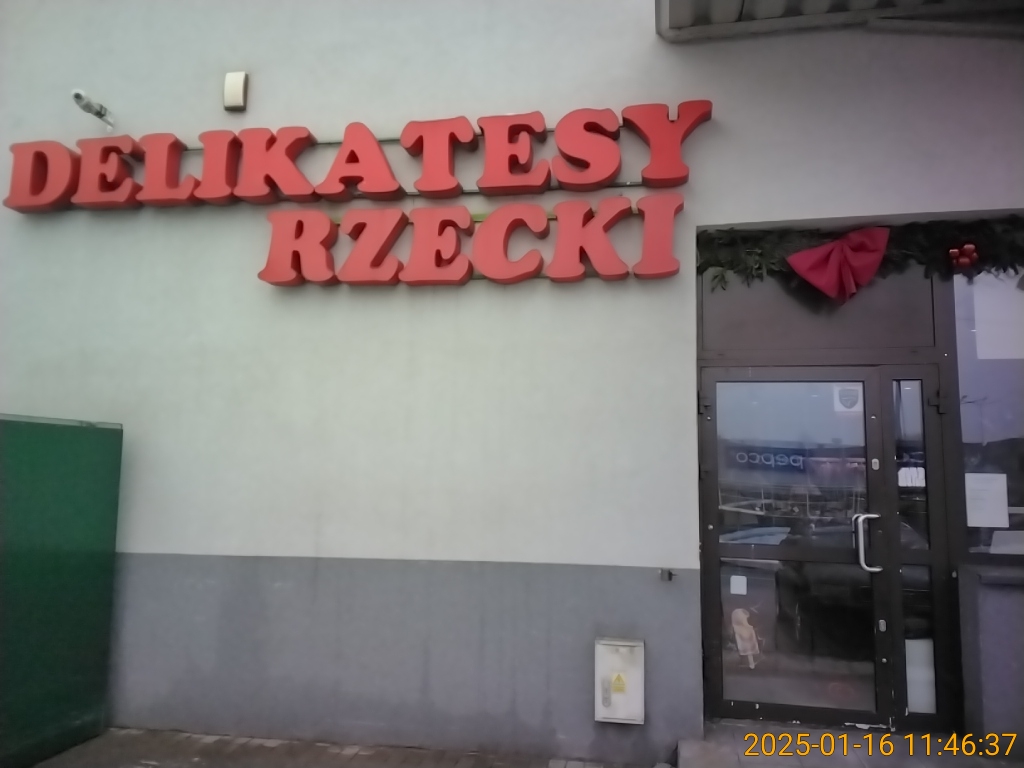 DELIKATESY
RZECKI
pepco
2025-01-16 11:46:37